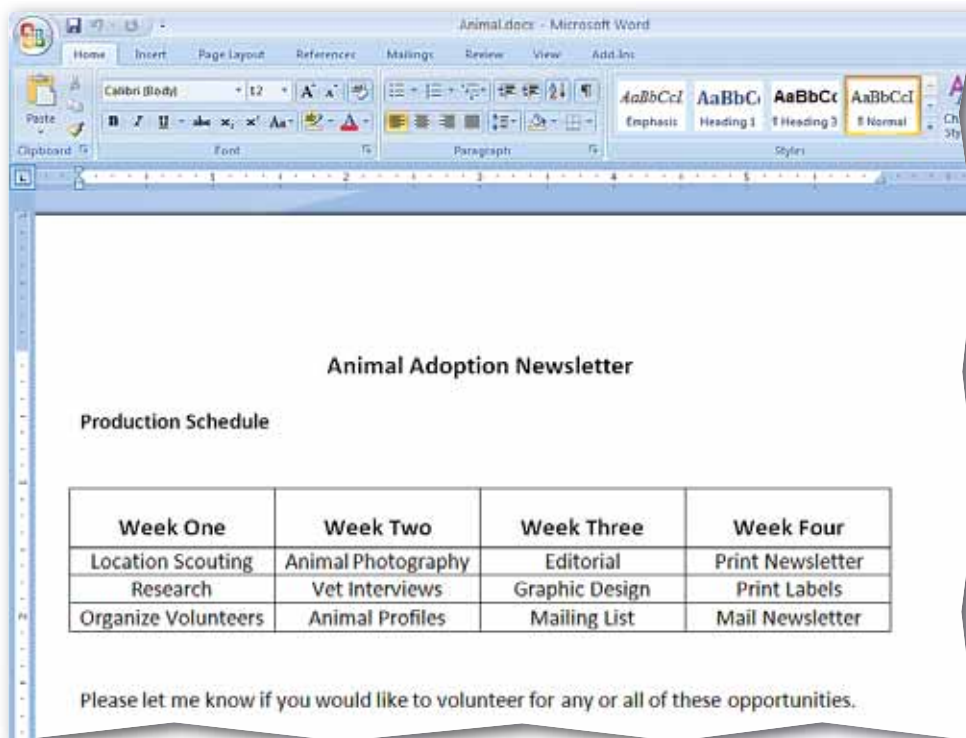 Animal.docx - Microsoft Word
Home Insert Page Layout References Mailings Review View Add-Ins
Paste
Calibri (Body) 12
AaBbCcI AaBbC AaBbCc AaBbCcI
Emphasis Heading 1 ¶ Heading 3 ¶ Normal
Clipboard Font Paragraph Styles
Animal Adoption Newsletter
Production Schedule
Week One Week Two Week Three Week Four
Location Scouting Animal Photography Editorial Print Newsletter
Research Vet Interviews Graphic Design Print Labels
Organize Volunteers Animal Profiles Mailing List Mail Newsletter
Please let me know if you would like to volunteer for any or all of these opportunities.